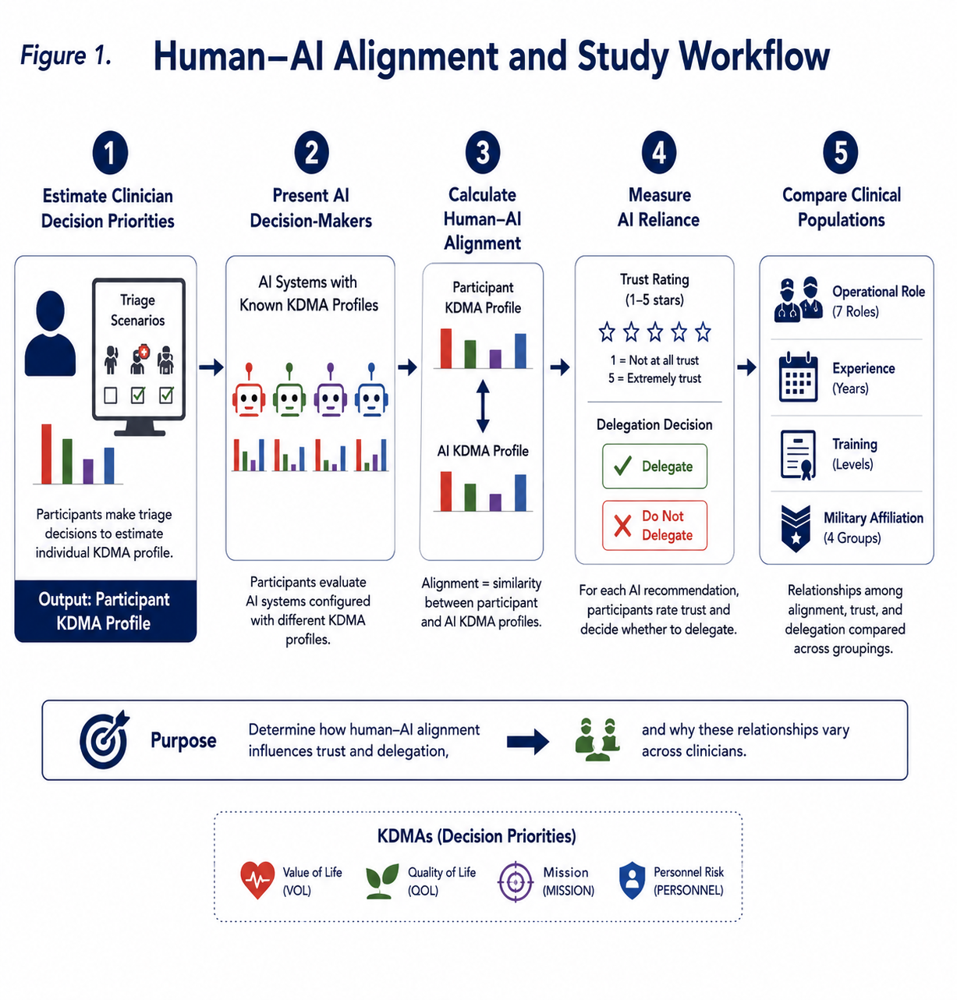 Figure 1.
Human–AI Alignment and Study Workflow
1
Estimate Clinician
Decision Priorities
Triage
Scenarios
Participants make triage
decisions to estimate
individual KDMA profile.
Output: Participant
KDMA Profile
2
Present AI
Decision-Makers
AI Systems with
Known KDMA Profiles
Participants evaluate
AI systems configured
with different KDMA
profiles.
3
Calculate
Human–AI
Alignment
Participant
KDMA Profile
AI KDMA Profile
Alignment = similarity
between participant
and AI KDMA profiles.
4
Measure
AI Reliance
Trust Rating
(1–5 stars)
1 = Not at all trust
5 = Extremely trust
Delegation Decision
Delegate
Do Not
Delegate
For each AI recommendation,
participants rate trust and
decide whether to delegate.
5
Compare Clinical
Populations
Operational Role
(7 Roles)
Experience
(Years)
Training
(Levels)
Military Affiliation
(4 Groups)
Relationships among
alignment, trust, and
delegation compared
across groupings.
Purpose
Determine how human–AI alignment
influences trust and delegation,
and why these relationships vary
across clinicians.
KDMAs (Decision Priorities)
Value of Life
(VOL)
Quality of Life
(QOL)
Mission
(MISSION)
Personnel Risk
(PERSONNEL)